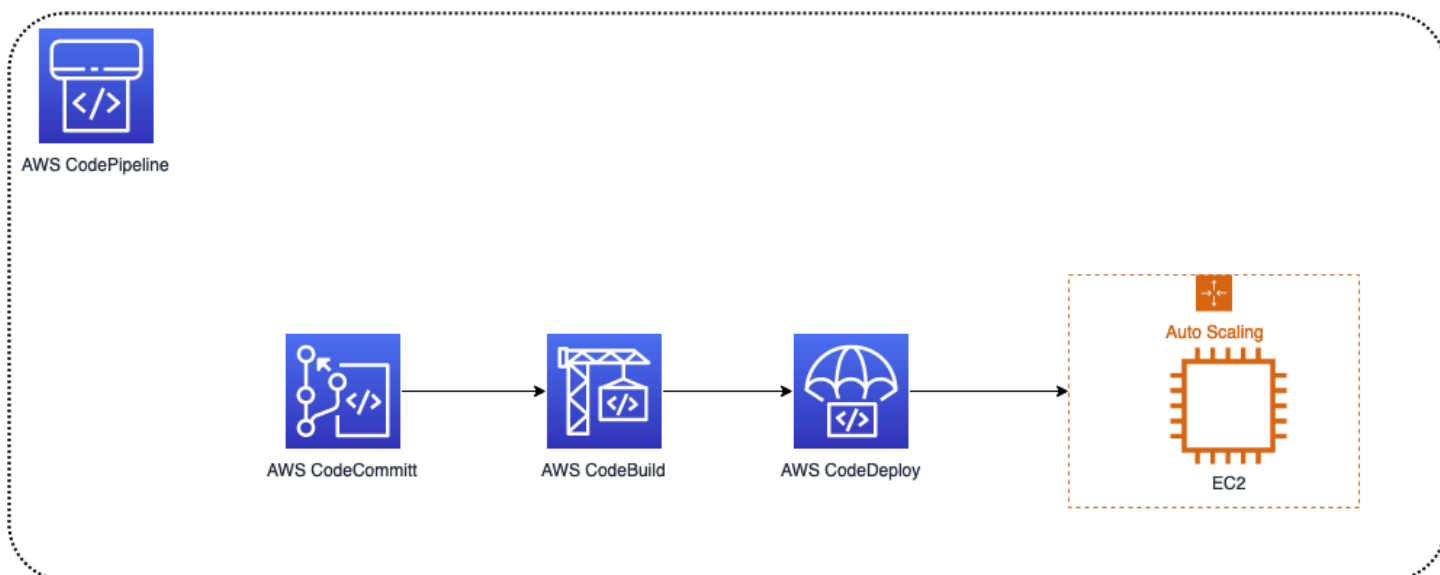 </>
AWS CodePipeline
</>
</>
</>
AWS CodeCommitt
AWS CodeBuild
AWS CodeDeploy
Auto Scaling
EC2